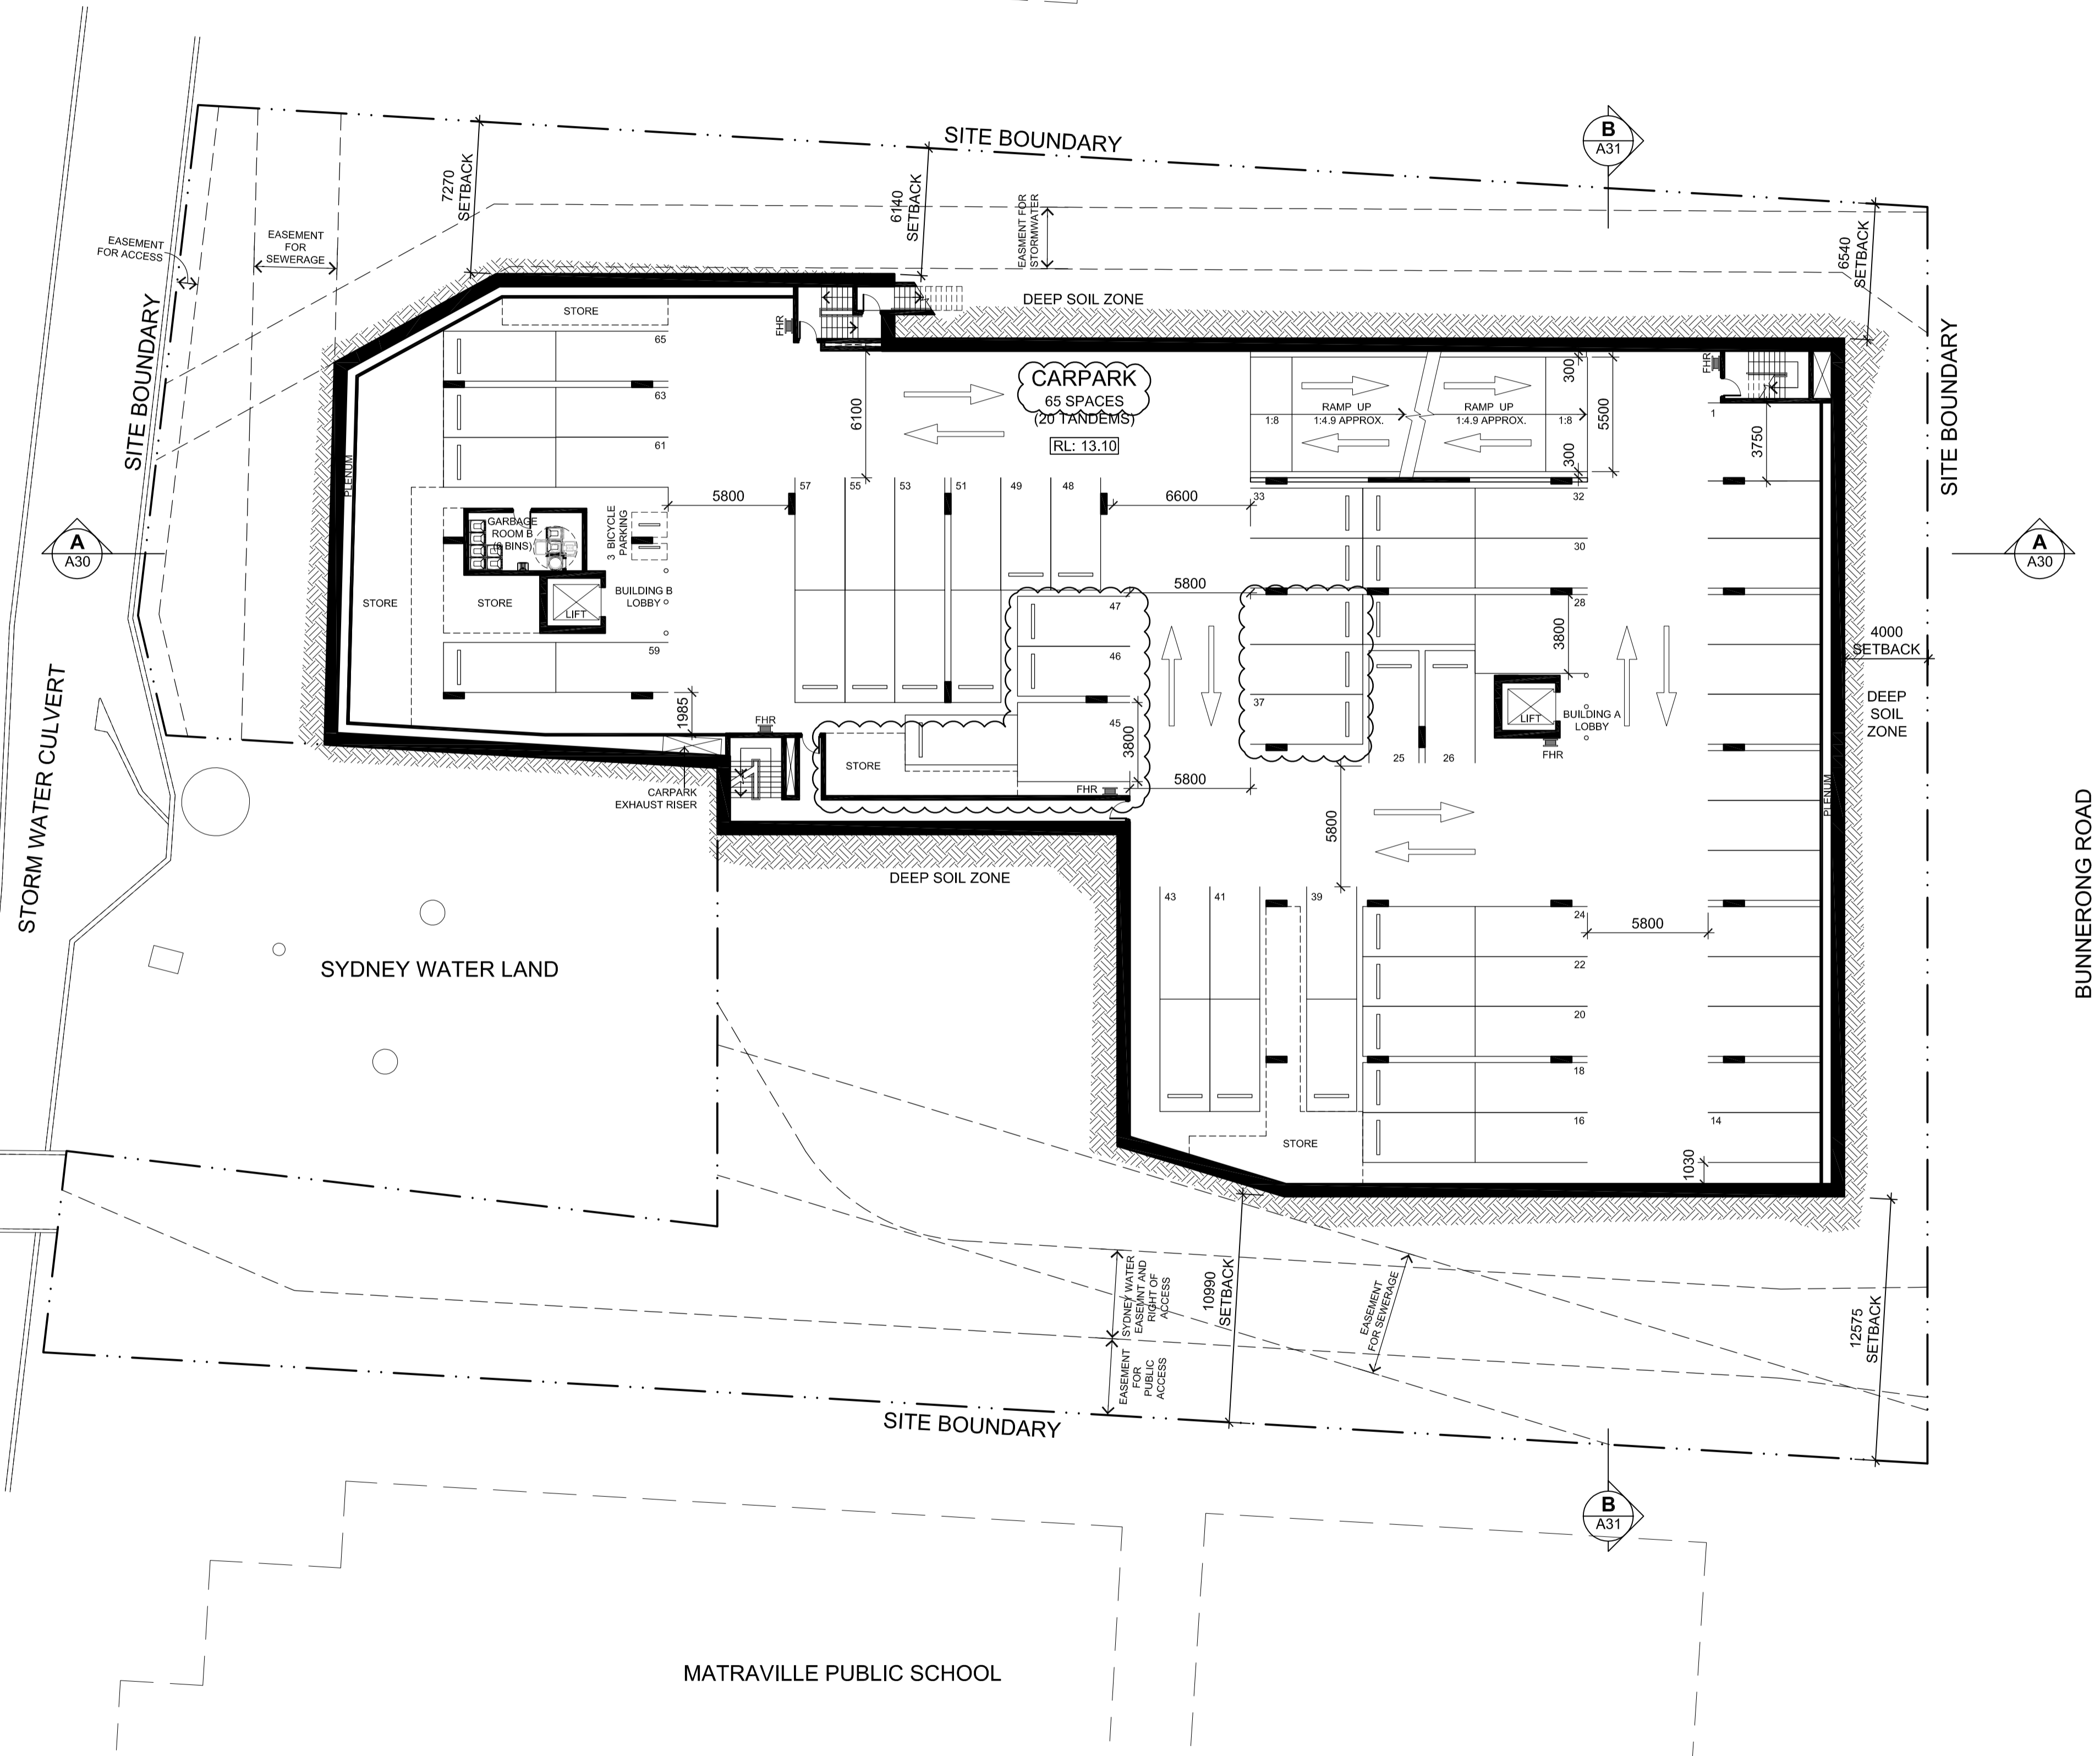 SITE BOUNDARY
B
A31
7270
SETBACK
6140
SETBACK
EASMENT FOR
STORMWATER
6540
SETBACK
EASEMENT
FOR ACCESS
EASEMENT
FOR
SEWERAGE
SITE BOUNDARY
SITE BOUNDARY
DEEP SOIL ZONE
STORE
FHR
65
63
61
PLENUM
6100
CARPARK
65 SPACES
(20 TANDEMS)
RL: 13.10
RAMP UP
1:4.9 APPROX.
RAMP UP
1:4.9 APPROX.
1:8
1:8
300
300
5500
FHR
1
3750
5800
57
55
53
51
49
48
6600
33
32
30
28
A
A30
GARBAGE
ROOM B
(8 BINS)
3 BICYCLE
PARKING
BUILDING B
LOBBY
LIFT
STORE
STORE
59
A
A30
5800
47
46
45
3800
37
3800
LIFT
BUILDING A
LOBBY
FHR
25
26
4000
SETBACK
DEEP
SOIL
ZONE
PLENUM
1985
FHR
STORE
FHR
5800
CARPARK
EXHAUST RISER
5800
DEEP SOIL ZONE
43
41
39
24
22
20
18
16
14
5800
1030
STORE
STORM WATER CULVERT
BUNNERONG ROAD
SYDNEY WATER LAND
SYDNEY WATER
EASEMNT AND
RIGHT OF
ACCESS
EASEMENT
FOR
PUBLIC
ACCESS
10990
SETBACK
EASEMENT
FOR SEWERAGE
12575
SETBACK
SITE BOUNDARY
B
A31
MATRAVILLE PUBLIC SCHOOL